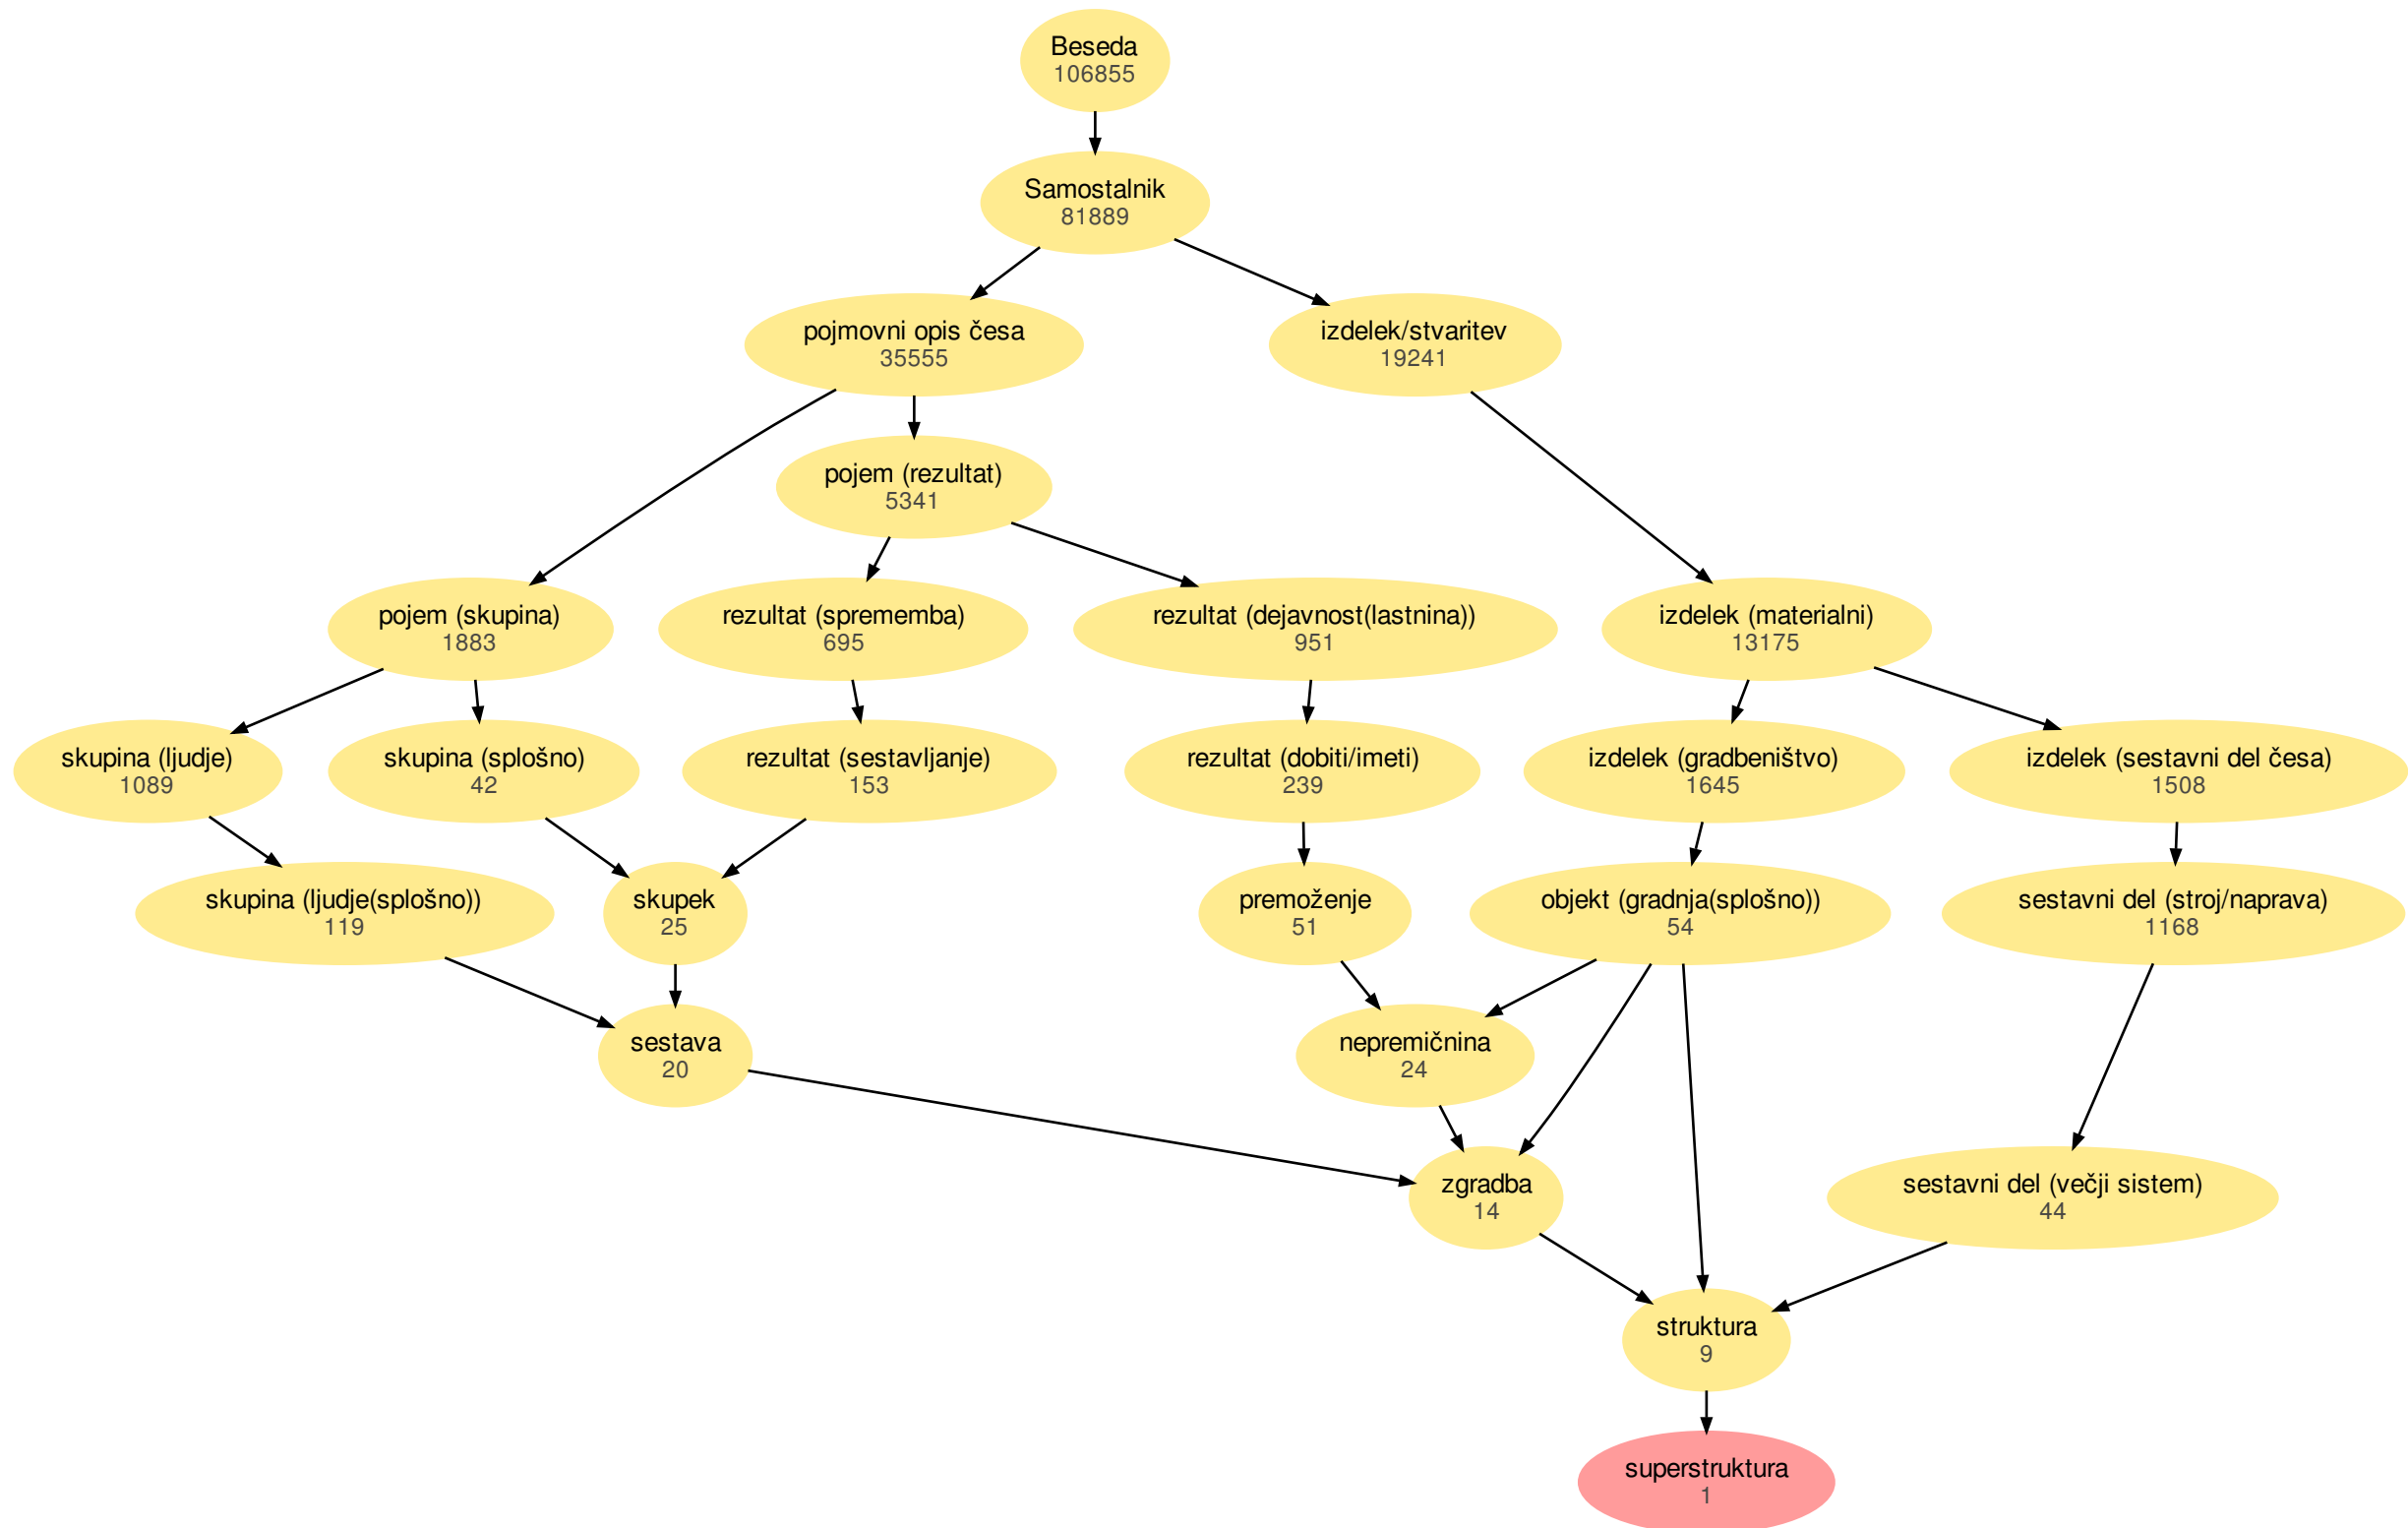 Beseda
106855
Samostalnik
81889
pojmovni opis česa
35555
izdelek/stvaritev
19241
pojem (rezultat)
5341
pojem (skupina)
1883
rezultat (sprememba)
695
rezultat (dejavnost(lastnina))
951
izdelek (materialni)
13175
skupina (ljudje)
1089
skupina (splošno)
42
rezultat (sestavljanje)
153
rezultat (dobiti/imeti)
239
izdelek (gradbeništvo)
1645
izdelek (sestavni del česa)
1508
skupina (ljudje(splošno))
119
skupek
25
premoženje
51
objekt (gradnja(splošno))
54
sestavni del (stroj/naprava)
1168
sestava
20
nepremičnina
24
zgradba
14
sestavni del (večji sistem)
44
struktura
9
superstruktura
1